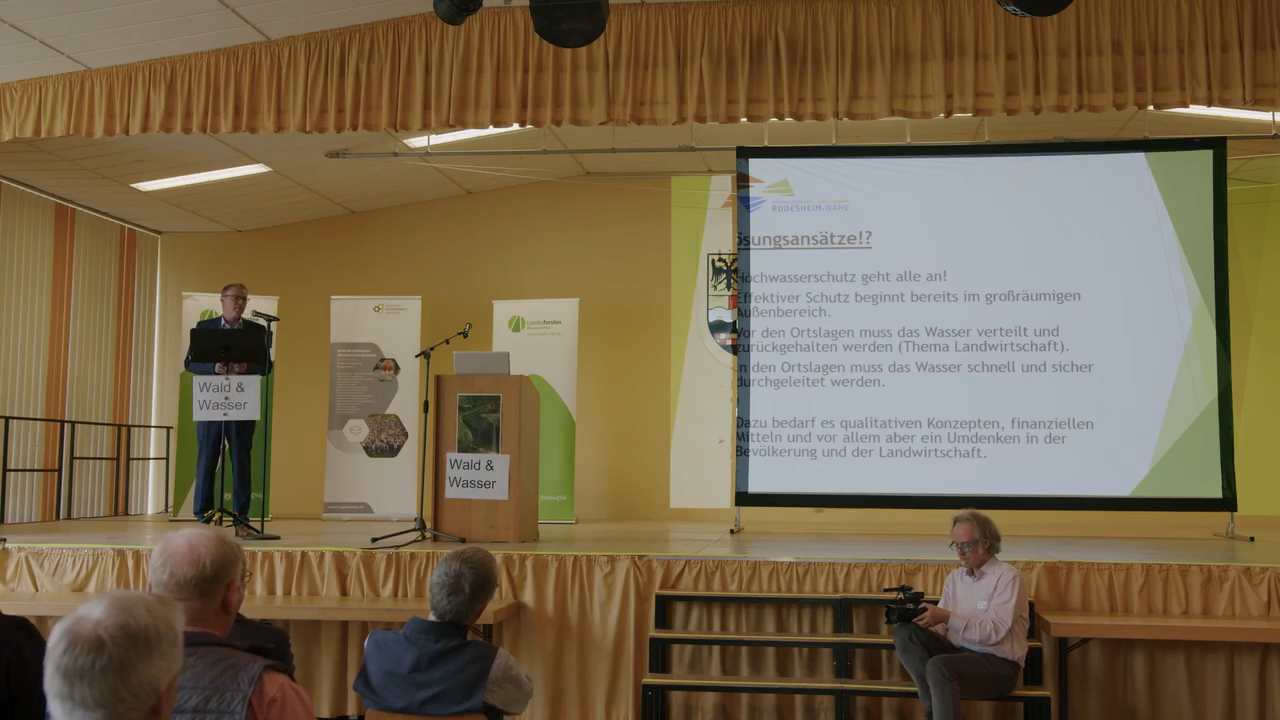 RÜDESHEIM/NAHE
ösungsansätze!?
Hochwasserschutz geht alle an!
Effektiver Schutz beginnt bereits im großräumigen
Außenbereich.
Vor den Ortslagen muss das Wasser verteilt und
zurückgehalten werden (Thema Landwirtschaft).
In den Ortslagen muss das Wasser schnell und sicher
durchgeleitet werden.
Dazu bedarf es qualitativen Konzepten, finanziellen
Mitteln und vor allem aber ein Umdenken in der
Bevölkerung und der Landwirtschaft.
Landesforsten
Wald &
Wasser
Wald &
Wasser